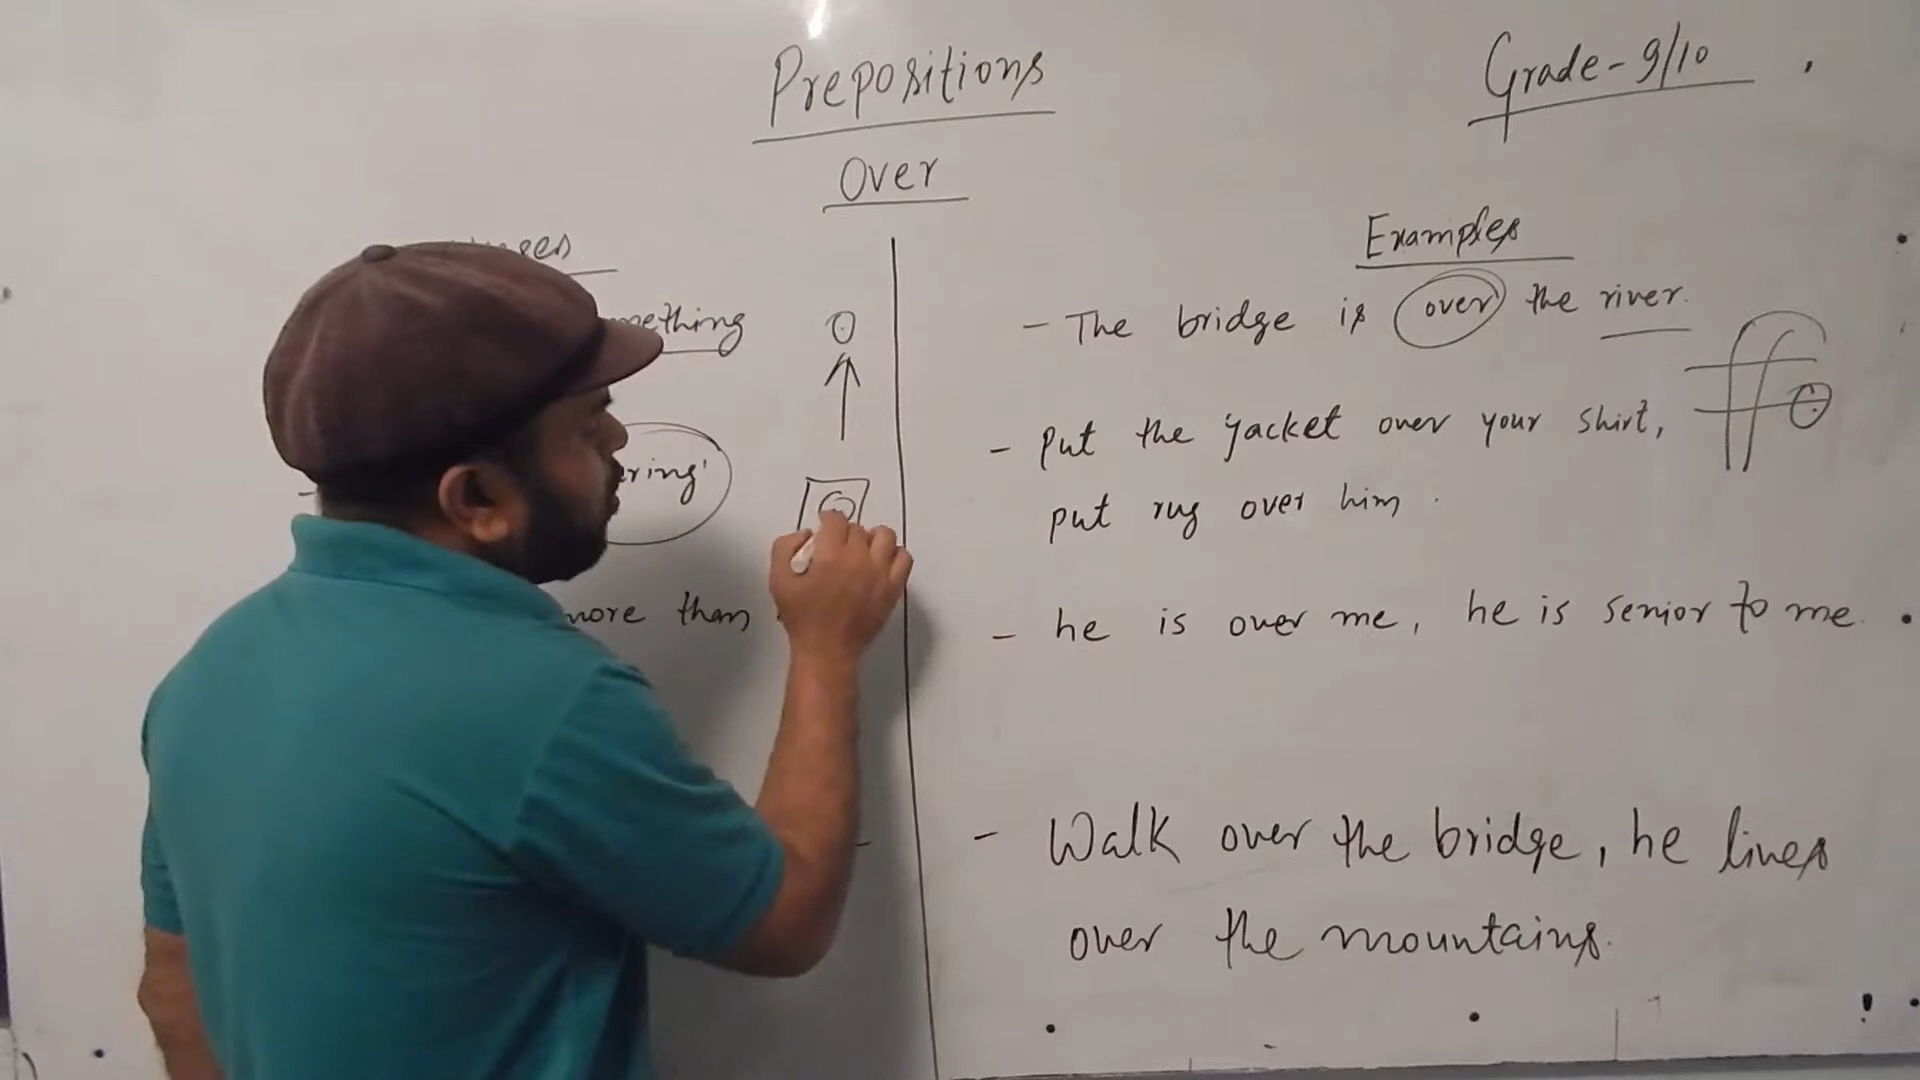 Prepositions
Grade - 9/10
Over
more than
Examples
- The bridge is over the river.
- Put the jacket over your shirt,
put rug over him.
- he is over me, he is senior to me.
- Walk over the bridge, he lives
over the mountains.